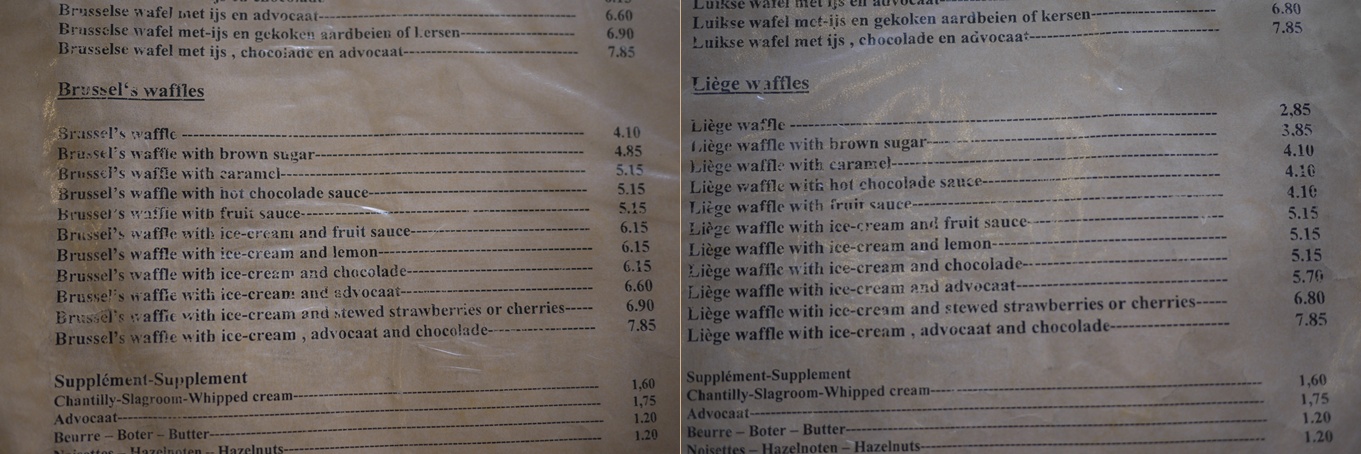 Brusselse wafel met ijs en advocaat 6.60
Brusselse wafel met-ijs en gekoken aardbeien of kersen 6.90
Brusselse wafel met ijs , chocolade en advocaat 7.85
Brussel's waffles
Brussel's waffle 4.10
Brussel's waffle with brown sugar 4.85
Brussel's waffle with caramel 5.15
Brussel's waffle with hot chocolade sauce 5.15
Brussel's waffle with fruit sauce 5.15
Brussel's waffle with ice-cream and fruit sauce 6.15
Brussel's waffle with ice-cream and lemon 6.15
Brussel's waffle with ice-cream and chocolade 6.15
Brussel's waffle with ice-cream and advocaat 6.60
Brussel's waffle with ice-cream and stewed strawberries or cherries 6.90
Brussel's waffle with ice-cream , advocaat and chocolade 7.85
Supplément-Supplement
Chantilly-Slagroom-Whipped cream 1,60
Advocaat 1,75
Beurre – Boter – Butter 1.20
Noisettes – Hazelnoten – Hazelnuts 1.20
Luikse wafel met ijs en advocaat
Luikse wafel met-ijs en gekoken aardbeien of kersen 6.80
Luikse wafel met ijs , chocolade en advocaat 7.85
Liège waffles
Liège waffle 2,85
Liège waffle with brown sugar 3.85
Liège waffle with caramel 4.10
Liège waffle with hot chocolade sauce 4.10
Liège waffle with fruit sauce 4.10
Liège waffle with ice-cream and fruit sauce 5.15
Liège waffle with ice-cream and lemon 5.15
Liège waffle with ice-cream and chocolade 5.15
Liège waffle with ice-cream and advocaat 5.70
Liège waffle with ice-cream and stewed strawberries or cherries 6.80
Liège waffle with ice-cream , advocaat and chocolade 7.85
Supplément-Supplement
Chantilly-Slagroom-Whipped cream 1,60
Advocaat 1,75
Beurre – Boter – Butter 1.20
Noisettes – Hazelnoten – Hazelnuts 1.20